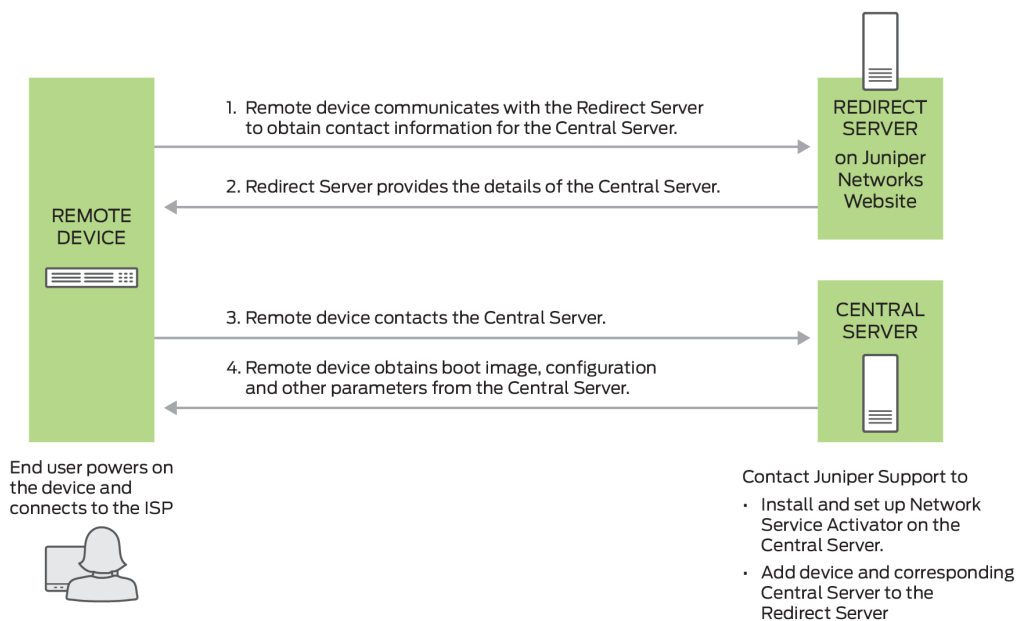 REMOTE
DEVICE
End user powers on
the device and
connects to the ISP
1. Remote device communicates with the Redirect Server
to obtain contact information for the Central Server.
2. Redirect Server provides the details of the Central Server.
3. Remote device contacts the Central Server.
4. Remote device obtains boot image, configuration
and other parameters from the Central Server.
REDIRECT
SERVER
on Juniper
Networks
Website
CENTRAL
SERVER
Contact Juniper Support to
· Install and set up Network
Service Activator on the
Central Server.
· Add device and corresponding
Central Server to the
Redirect Server